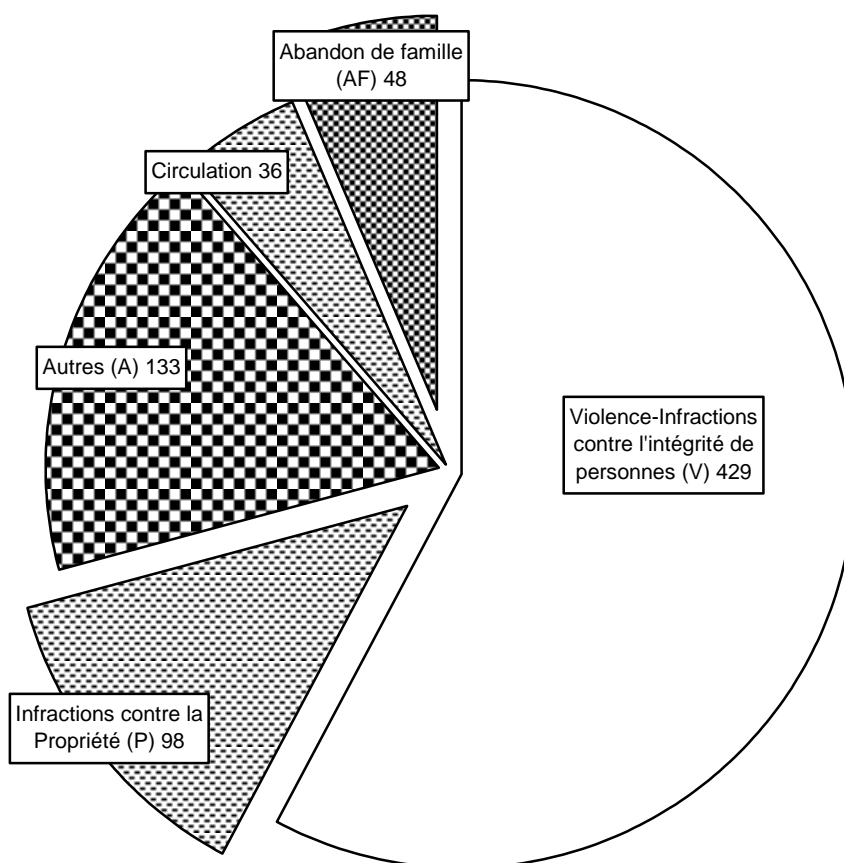 Abandon de famille
(AF) 48
Circulation 36
Autres (A) 133
Violence-Infractions
contre l'intégrité de
personnes (V) 429
Infractions contre la
Propriété (P) 98